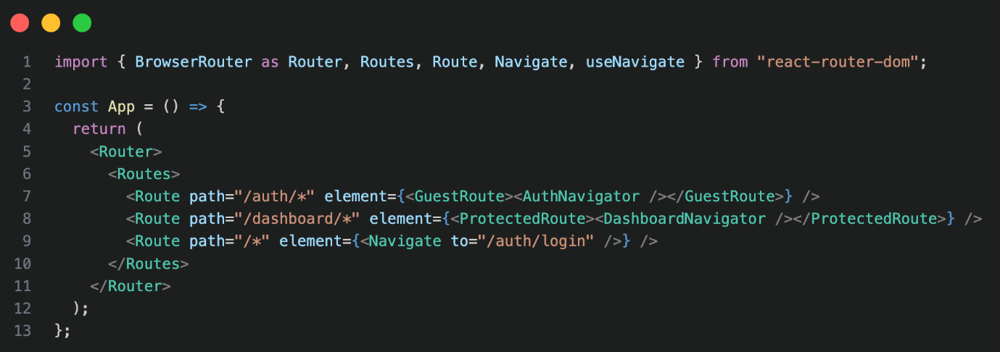 1 import { BrowserRouter as Router, Routes, Route, Navigate, useNavigate } from "react-router-dom";
2
3 const App = () => {
4   return (
5     <Router>
6       <Routes>
7         <Route path="/auth/*" element={<GuestRoute><AuthNavigator /></GuestRoute>} />
8         <Route path="/dashboard/*" element={<ProtectedRoute><DashboardNavigator /></ProtectedRoute>} />
9         <Route path="/*" element={<Navigate to="/auth/login" />} />
10       </Routes>
11     </Router>
12   );
13 };